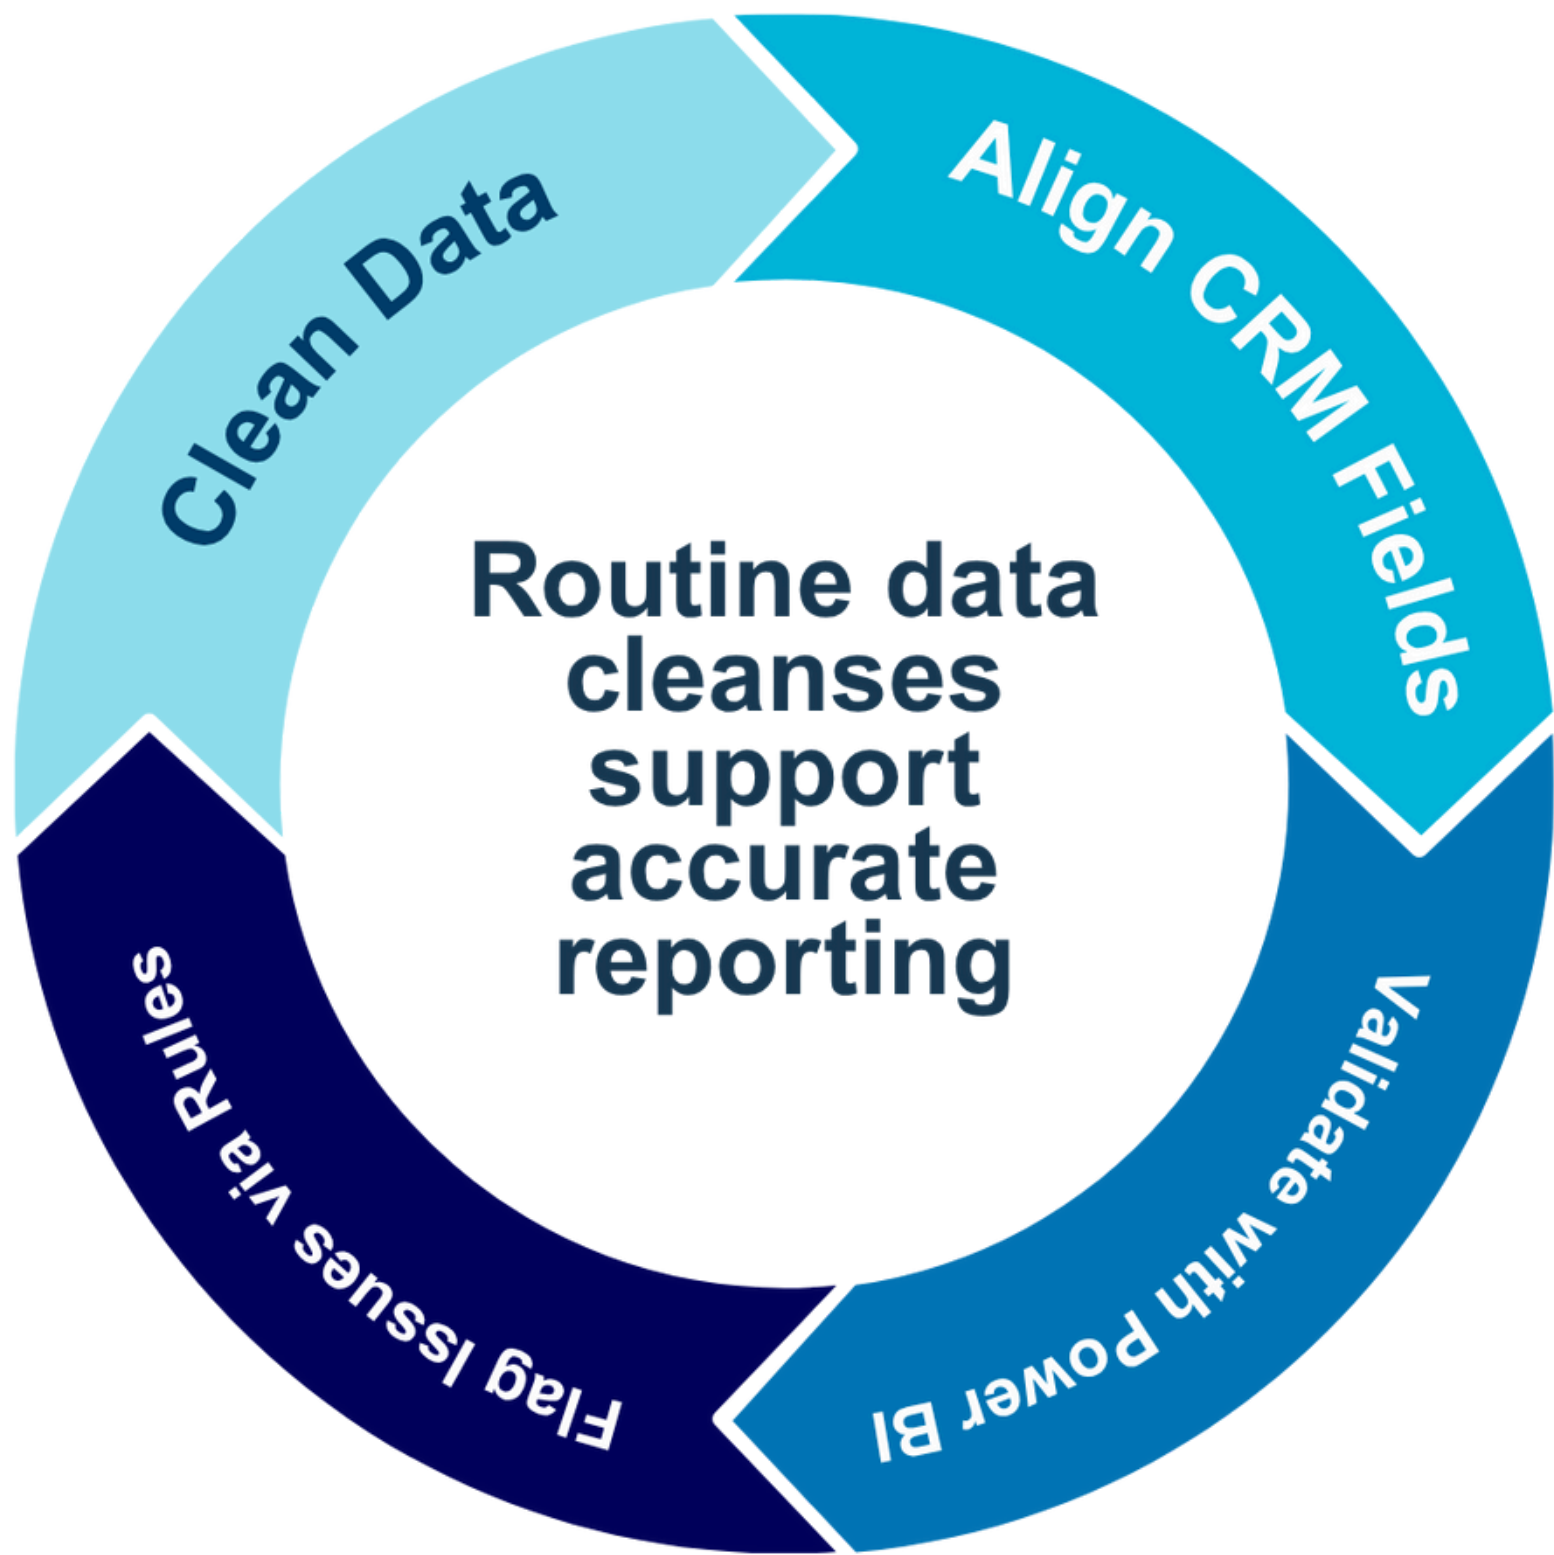 Clean Data
Align CRM Fields
Validate with Power BI
Flag Issues via Rules
Routine data
cleanses
support
accurate
reporting